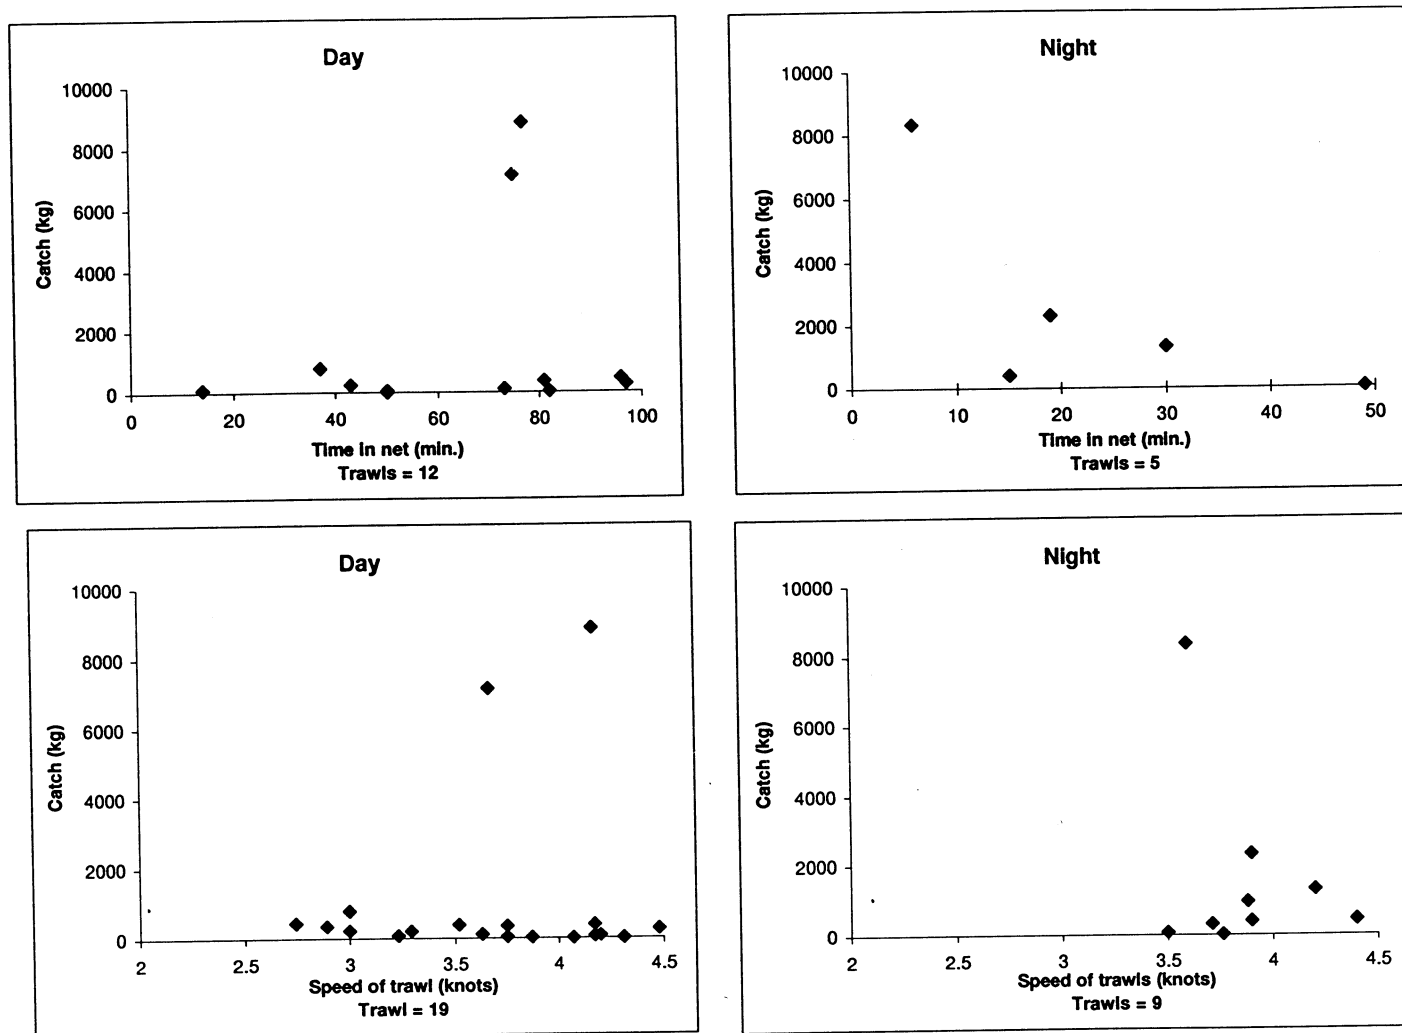 Day
10000
8000
6000
4000
2000
0
Catch (kg)
0 20 40 60 80 100
Time in net (min.)
Trawls = 12
Night
10000
8000
6000
4000
2000
0
Catch (kg)
0 10 20 30 40 50
Time in net (min.)
Trawls = 5
Day
10000
8000
6000
4000
2000
0
Catch (kg)
2 2.5 3 3.5 4 4.5
Speed of trawl (knots)
Trawl = 19
Night
10000
8000
6000
4000
2000
0
Catch (kg)
2 2.5 3 3.5 4 4.5
Speed of trawls (knots)
Trawls = 9